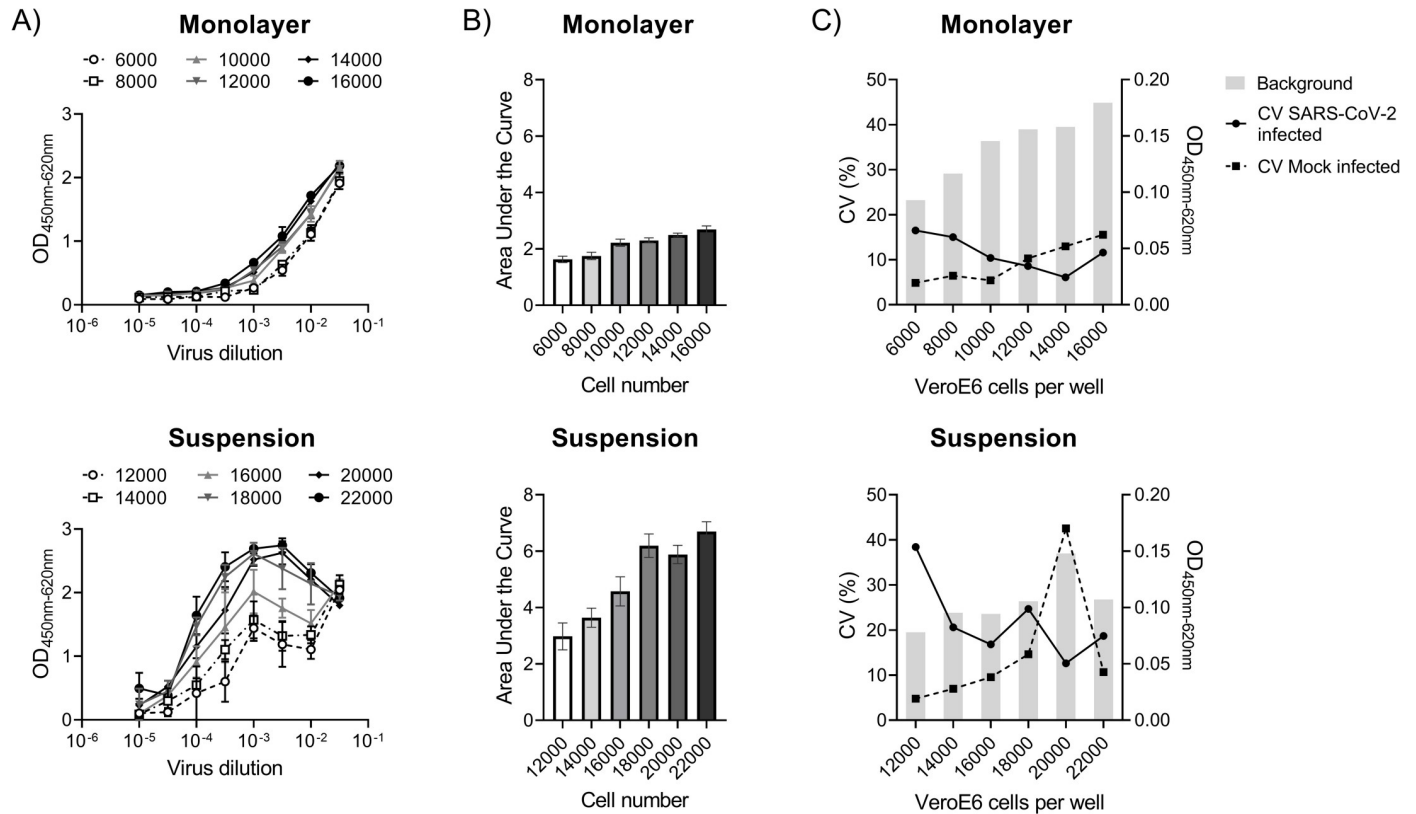 A)
Monolayer
6000 10000 14000
8000 12000 16000
3
2
1
0
OD450nm-620nm
10-6 10-5 10-4 10-3 10-2 10-1
Virus dilution
B)
Monolayer
8
6
4
2
0
Area Under the Curve
6000 8000 10000 12000 14000 16000
Cell number
C)
Monolayer
50 0.20
40 0.15
30
20 0.10
10 0.05
0 0.00
CV (%)
OD450nm-620nm
6000 8000 10000 12000 14000 16000
VeroE6 cells per well
Background
CV SARS-CoV-2
infected
CV Mock infected
Suspension
12000 16000 20000
14000 18000 22000
3
2
1
0
OD450nm-620nm
10-6 10-5 10-4 10-3 10-2 10-1
Virus dilution
Suspension
8
6
4
2
0
Area Under the Curve
12000 14000 16000 18000 20000 22000
Cell number
Suspension
50 0.20
40 0.15
30
20 0.10
10 0.05
0 0.00
CV (%)
OD450nm-620nm
12000 14000 16000 18000 20000 22000
VeroE6 cells per well